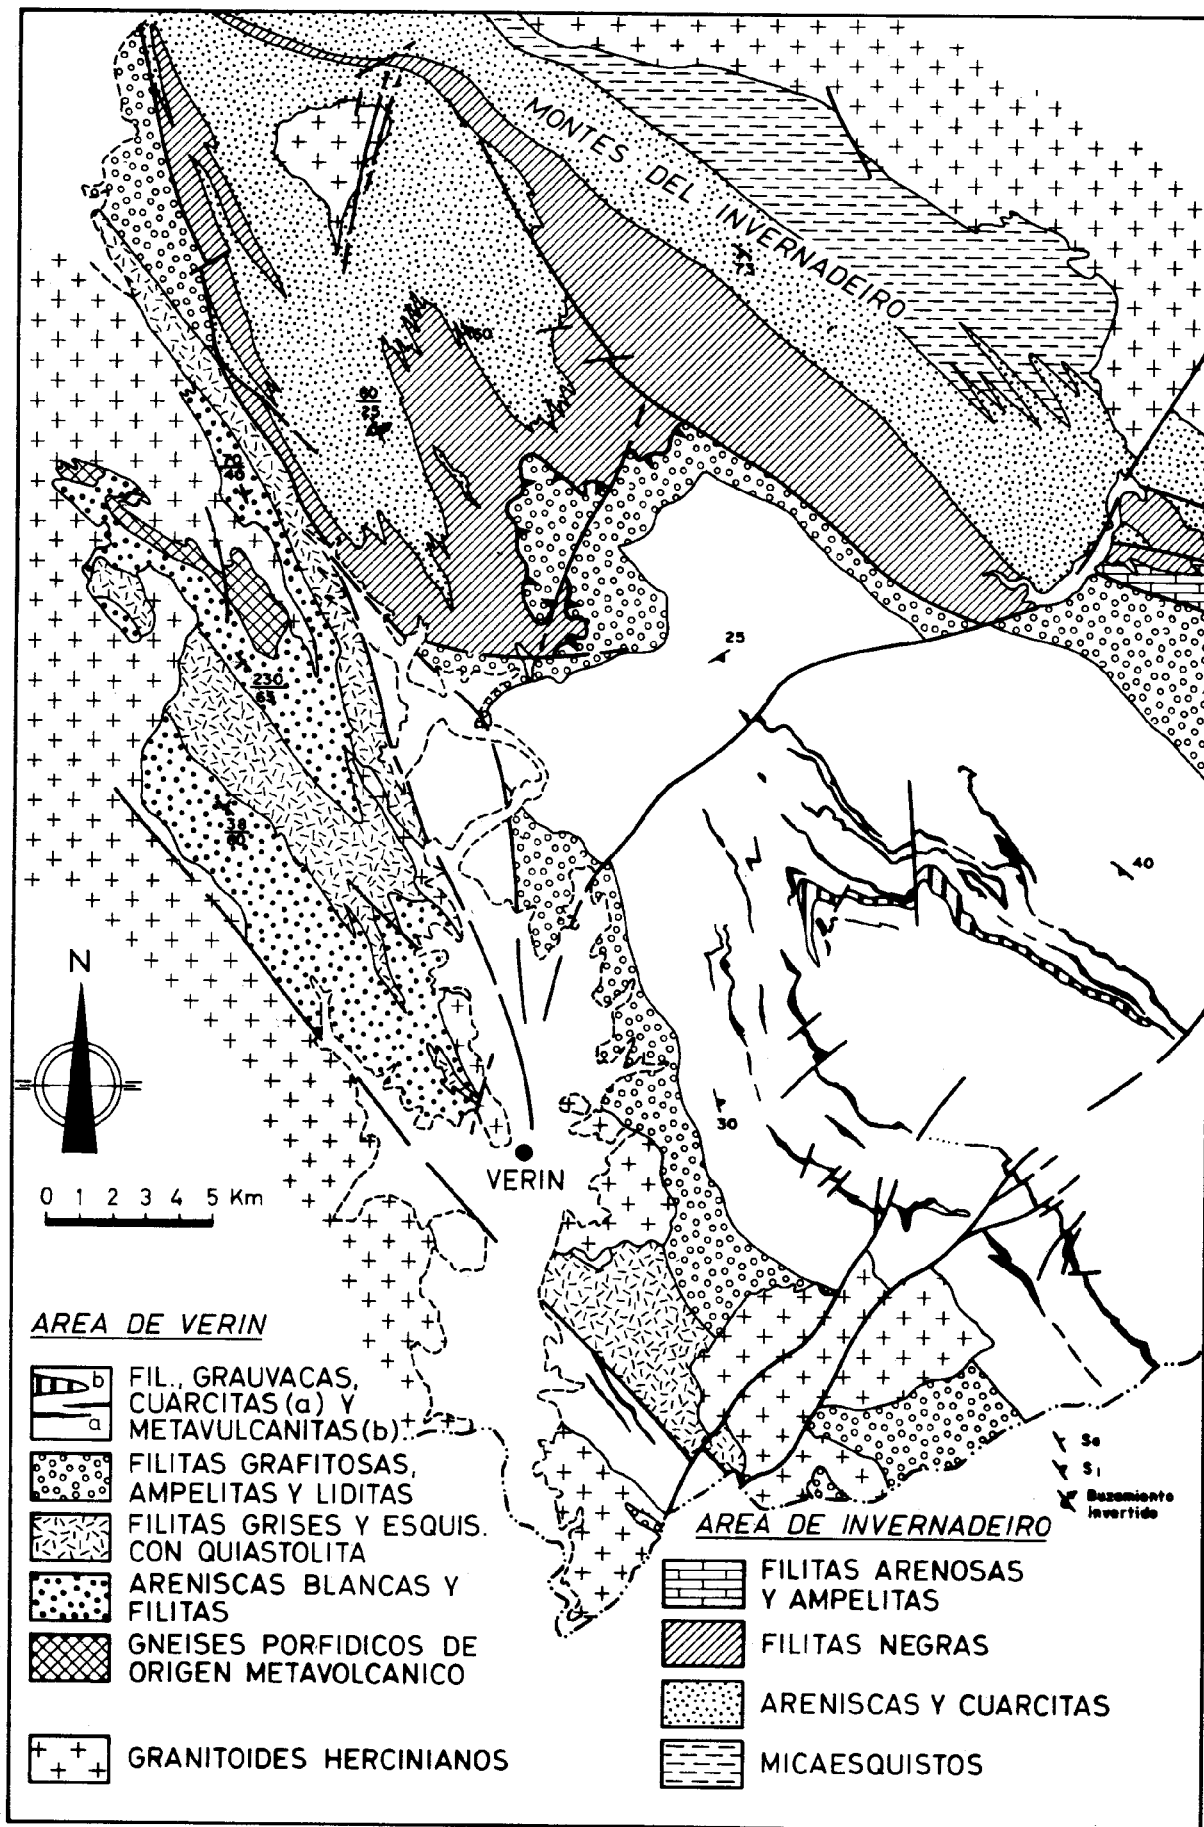 MONTES DEL INVERNADEIRO
73
60
80
25
70
40
25
230
65
38
80
40
30
N
VERIN
0 1 2 3 4 5 Km
AREA DE VERIN
b
a
FIL., GRAUVACAS,
CUARCITAS (a) Y
METAVULCANITAS (b).
FILITAS GRAFITOSAS,
AMPELITAS Y LIDITAS
FILITAS GRISES Y ESQUIS.
CON QUIASTOLITA
ARENISCAS BLANCAS Y
FILITAS
GNEISES PORFIDICOS DE
ORIGEN METAVOLCANICO
GRANITOIDES HERCINIANOS
S₁
Buzamiento
invertido
AREA DE INVERNADEIRO
FILITAS ARENOSAS
Y AMPELITAS
FILITAS NEGRAS
ARENISCAS Y CUARCITAS
MICAESQUISTOS